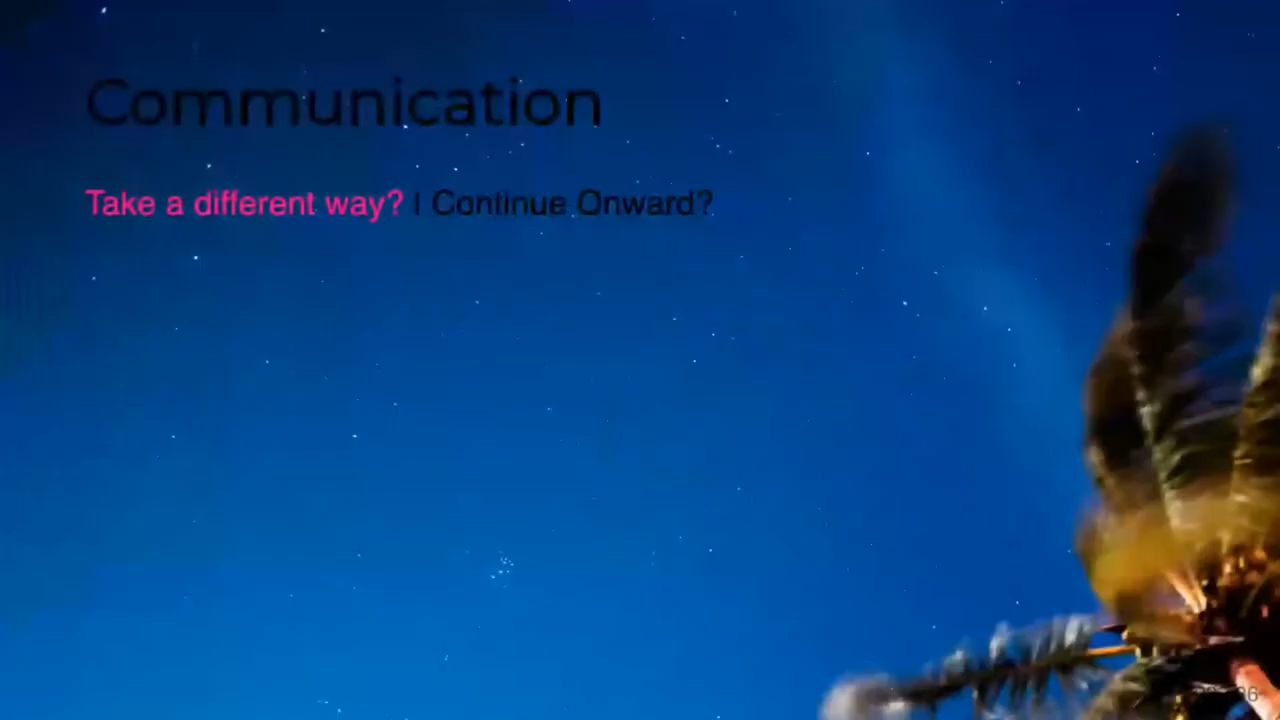 Communication
Take a different way? | Continue Onward?